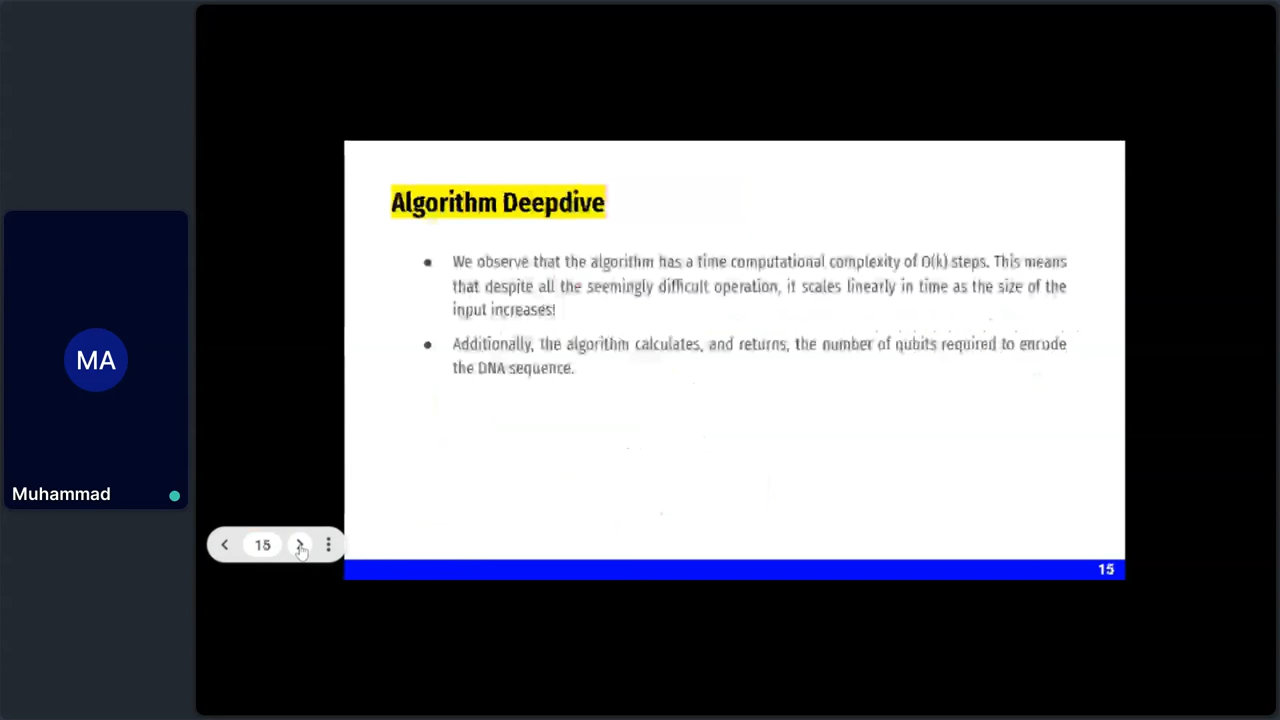 MA
Muhammad
Algorithm Deepdive
We observe that the algorithm has a time computational complexity of O(k) steps. This means
that despite all the seemingly difficult operation, it scales linearly in time as the size of the
input increases!
Additionally, the algorithm calculates, and returns, the number of qubits required to encode
the DNA sequence.
15
15